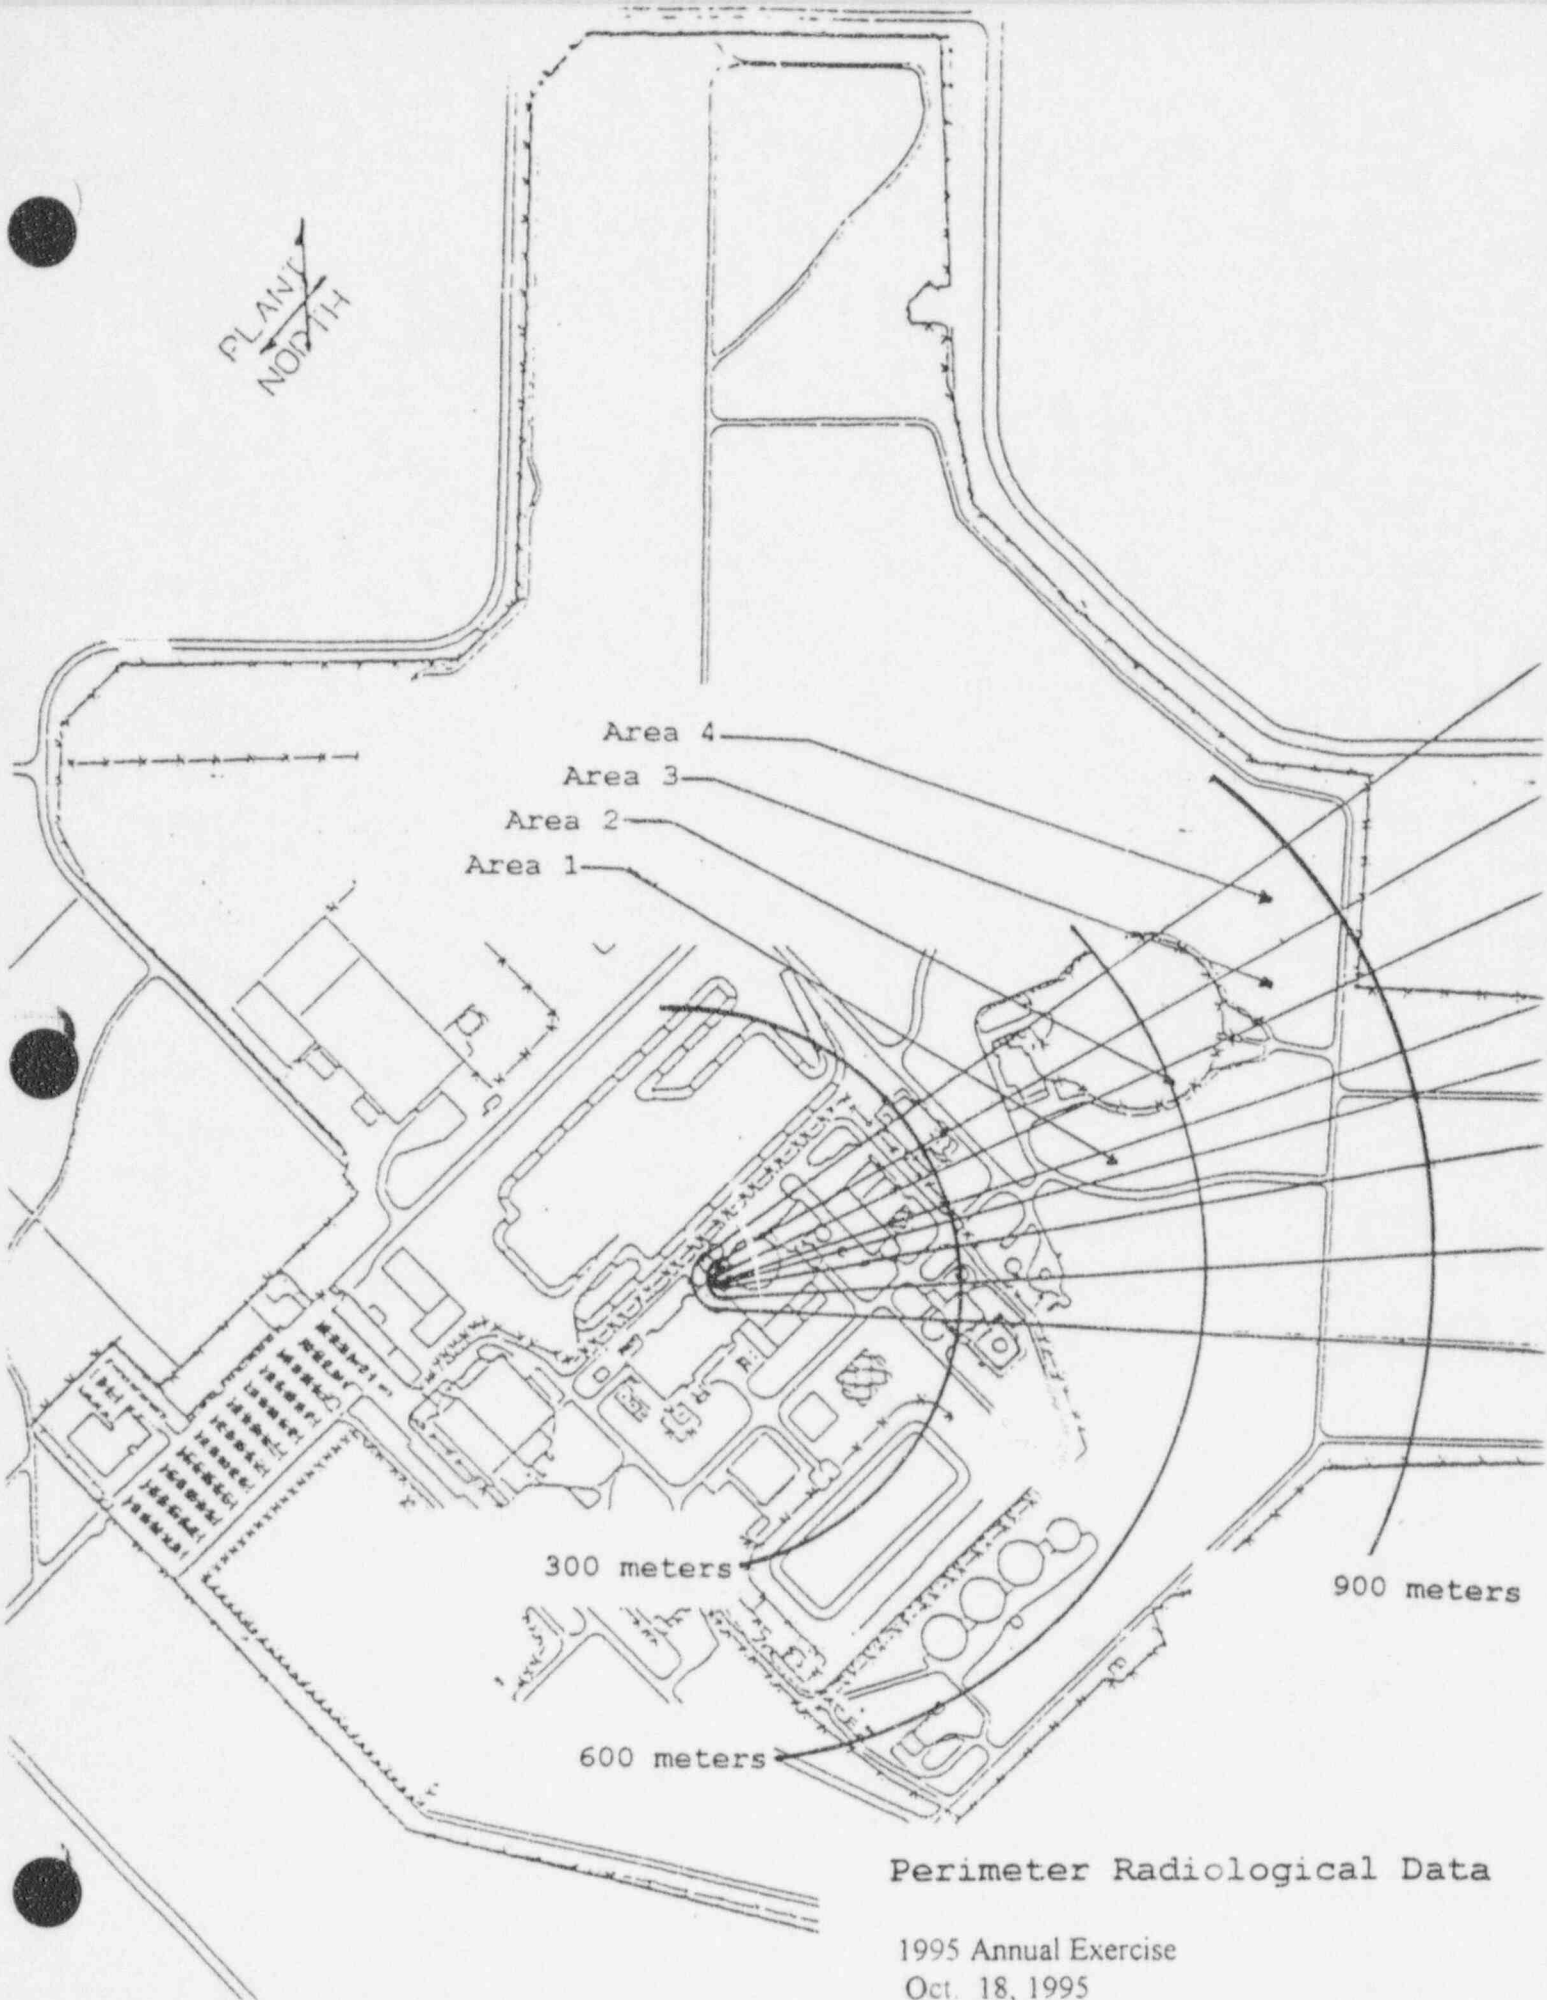 PLANT
NORTH
Area 4
Area 3
Area 2
Area 1
300 meters
900 meters
600 meters
Perimeter Radiological Data
1995 Annual Exercise
Oct. 18, 1995